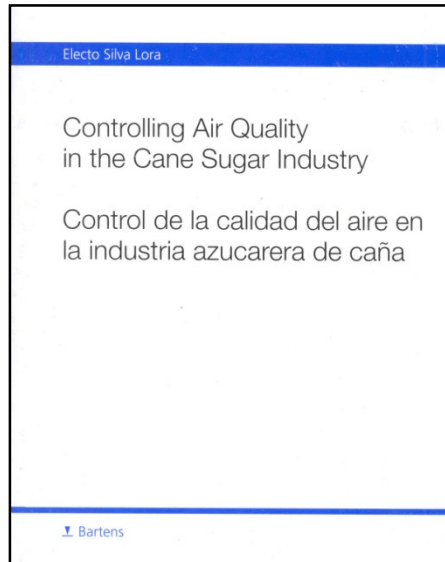 Electo Silva Lora
Controlling Air Quality
in the Cane Sugar Industry
Control de la calidad del aire en
la industria azucarera de caña
Bartens